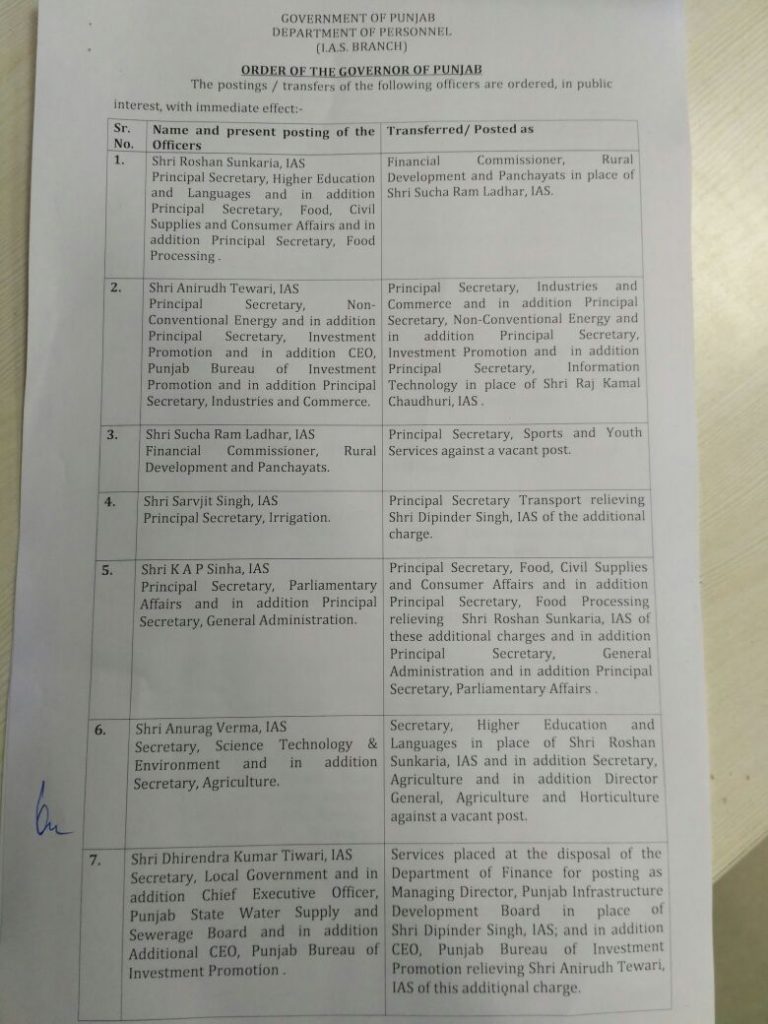 GOVERNMENT OF PUNJAB
DEPARTMENT OF PERSONNEL
(I.A.S. BRANCH)
ORDER OF THE GOVERNOR OF PUNJAB
The postings / transfers of the following officers are ordered, in public
interest, with immediate effect:-
Sr. No.
Name and present posting of the Officers
Transferred/ Posted as
1.
Shri Roshan Sunkaria, IAS
Principal Secretary, Higher Education
and Languages and in addition
Principal Secretary, Food, Civil
Supplies and Consumer Affairs and in
addition Principal Secretary, Food
Processing .
Financial Commissioner, Rural
Development and Panchayats in place of
Shri Sucha Ram Ladhar, IAS.
2.
Shri Anirudh Tewari, IAS
Principal Secretary, Non-
Conventional Energy and in addition
Principal Secretary, Investment
Promotion and in addition CEO,
Punjab Bureau of Investment
Promotion and in addition Principal
Secretary, Industries and Commerce.
Principal Secretary, Industries and
Commerce and in addition Principal
Secretary, Non-Conventional Energy and
in addition Principal Secretary,
Investment Promotion and in addition
Principal Secretary, Information
Technology in place of Shri Raj Kamal
Chaudhuri, IAS .
3.
Shri Sucha Ram Ladhar, IAS
Financial Commissioner, Rural
Development and Panchayats.
Principal Secretary, Sports and Youth
Services against a vacant post.
4.
Shri Sarvjit Singh, IAS
Principal Secretary, Irrigation.
Principal Secretary Transport relieving
Shri Dipinder Singh, IAS of the additional
charge.
5.
Shri K A P Sinha, IAS
Principal Secretary, Parliamentary
Affairs and in addition Principal
Secretary, General Administration.
Principal Secretary, Food, Civil Supplies
and Consumer Affairs and in addition
Principal Secretary, Food Processing
relieving Shri Roshan Sunkaria, IAS of
these additional charges and in addition
Principal Secretary, General
Administration and in addition Principal
Secretary, Parliamentary Affairs .
6.
Shri Anurag Verma, IAS
Secretary, Science Technology &
Environment and in addition
Secretary, Agriculture.
Secretary, Higher Education and
Languages in place of Shri Roshan
Sunkaria, IAS and in addition Secretary,
Agriculture and in addition Director
General, Agriculture and Horticulture
against a vacant post.
7.
Shri Dhirendra Kumar Tiwari, IAS
Secretary, Local Government and in
addition Chief Executive Officer,
Punjab State Water Supply and
Sewerage Board and in addition
Additional CEO, Punjab Bureau of
Investment Promotion .
Services placed at the disposal of the
Department of Finance for posting as
Managing Director, Punjab Infrastructure
Development Board in place of
Shri Dipinder Singh, IAS; and in addition
CEO, Punjab Bureau of Investment
Promotion relieving Shri Anirudh Tewari,
IAS of this additional charge.